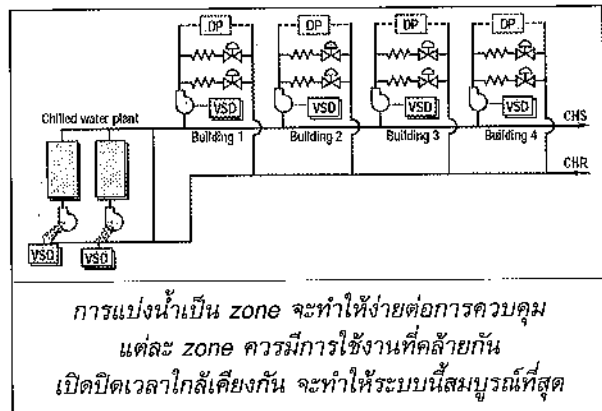 DP DP DP DP
VSD VSD VSD VSD
Chilled water plant
CHS
Building 1 Building 2 Building 3 Building 4
CHR
VSD VSD
การแบ่งน้ำเป็น zone จะทำให้ง่ายต่อการควบคุม
แต่ละ zone ควรมีการใช้งานที่คล้ายกัน
เปิดปิดเวลาใกล้เคียงกัน จะทำให้ระบบนี้สมบูรณ์ที่สุด